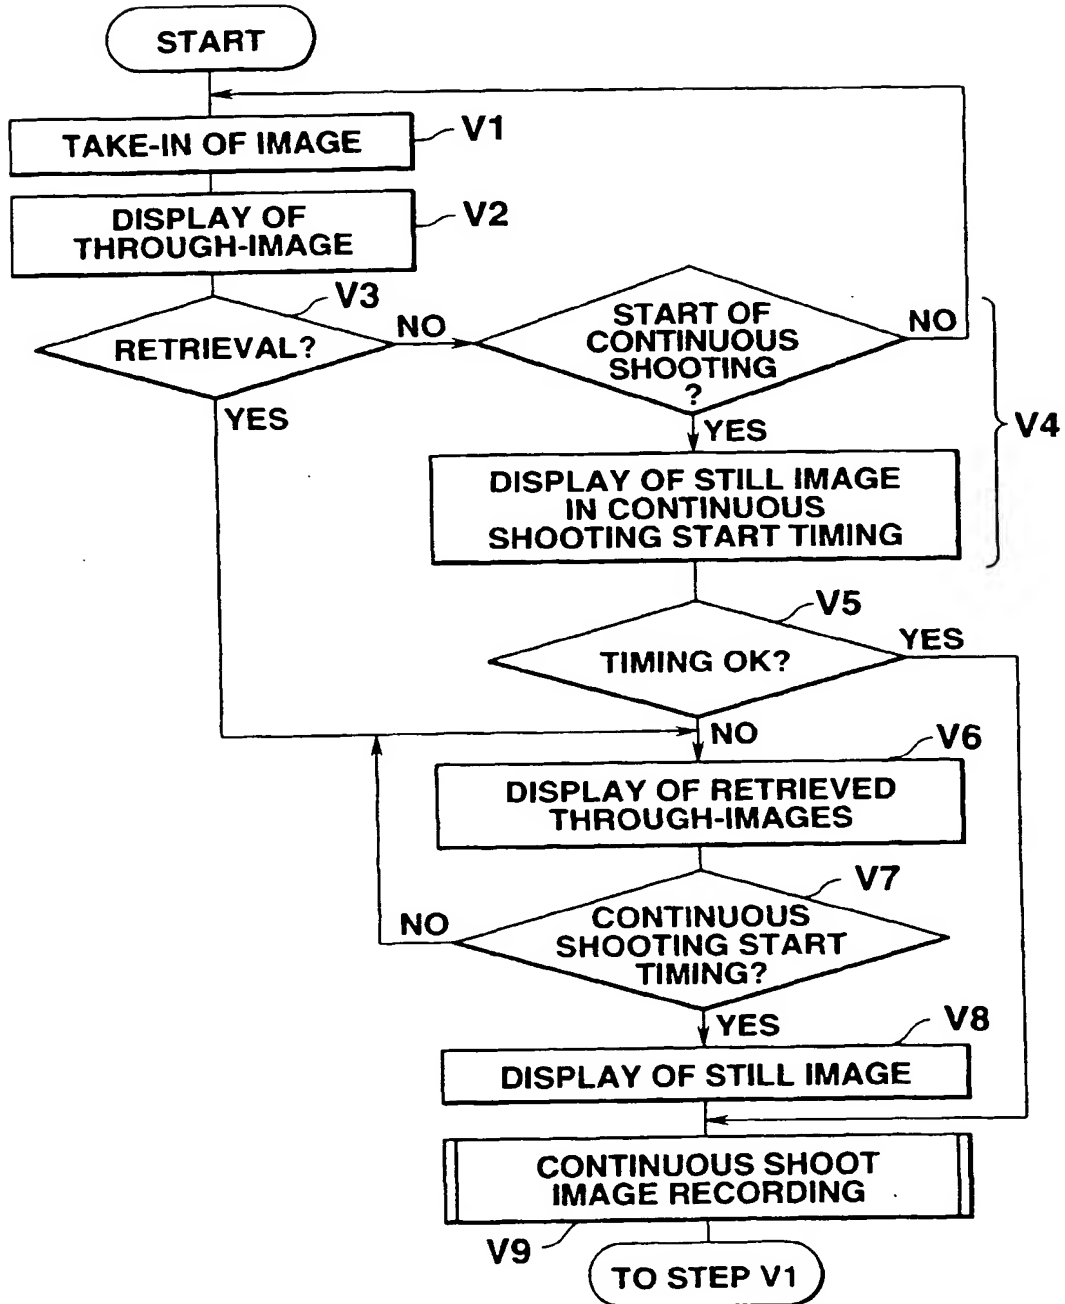 START
TAKE-IN OF IMAGE
V1
DISPLAY OF
THROUGH-IMAGE
V2
V3
RETRIEVAL?
NO
YES
START OF
CONTINUOUS
SHOOTING
?
NO
YES
V4
DISPLAY OF STILL IMAGE
IN CONTINUOUS
SHOOTING START TIMING
V5
TIMING OK?
YES
NO
V6
DISPLAY OF RETRIEVED
THROUGH-IMAGES
V7
CONTINUOUS
SHOOTING START
TIMING?
NO
YES
V8
DISPLAY OF STILL IMAGE
CONTINUOUS SHOOT
IMAGE RECORDING
V9
TO STEP V1